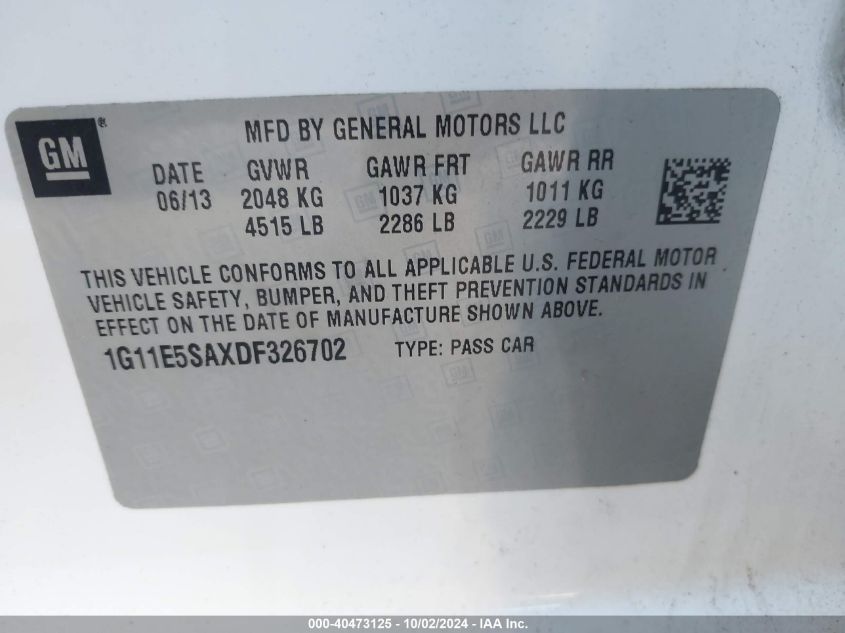 GM ®
MFD BY GENERAL MOTORS LLC
DATE GVWR GAWR FRT GAWR RR
06/13 2048 KG 1037 KG 1011 KG
4515 LB 2286 LB 2229 LB
THIS VEHICLE CONFORMS TO ALL APPLICABLE U.S. FEDERAL MOTOR
VEHICLE SAFETY, BUMPER, AND THEFT PREVENTION STANDARDS IN
EFFECT ON THE DATE OF MANUFACTURE SHOWN ABOVE.
1G11E5SAXDF326702 TYPE: PASS CAR
000-40473125 - 10/02/2024 - IAA Inc.